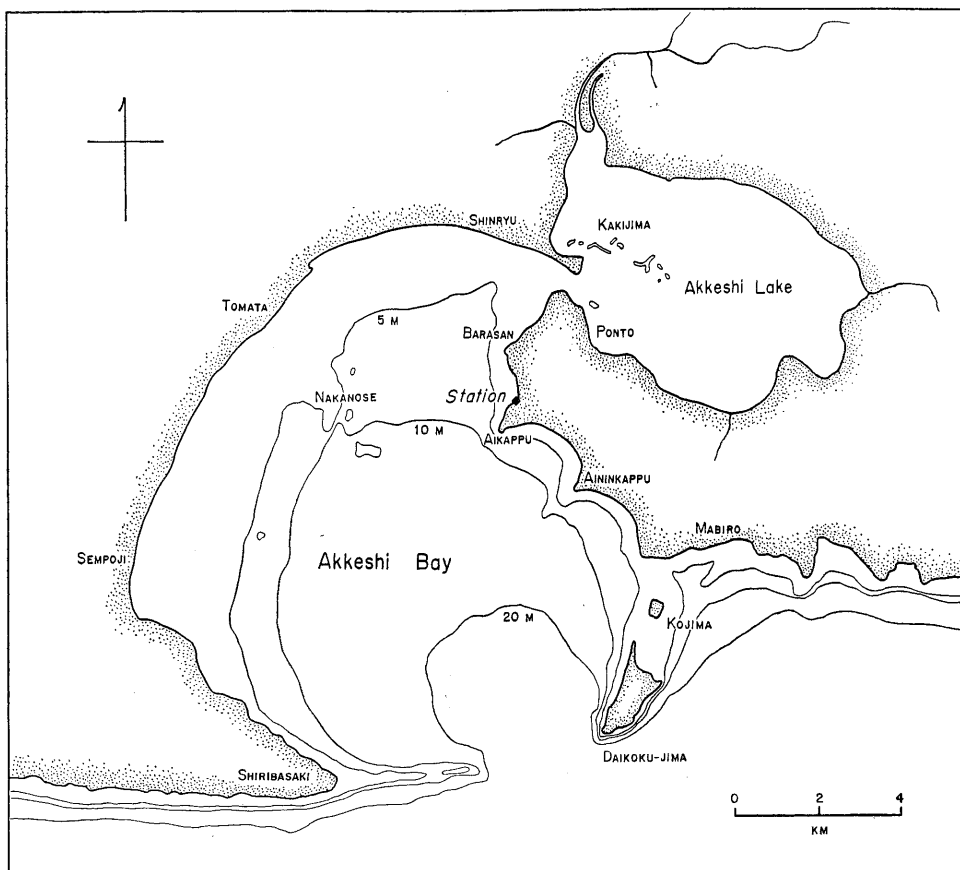 SHINRYU
KAKIJIMA
Akkeshi Lake
TOMATA
5 M
BARASAN
PONTO
NAKANOSE
Station
10 M
AIKAPPU
AININKAPPU
MABIRO
SEMPOJI
Akkeshi Bay
20 M
KOJIMA
DAIKOKU-JIMA
SHIRIBASAKI
0 2 4
KM